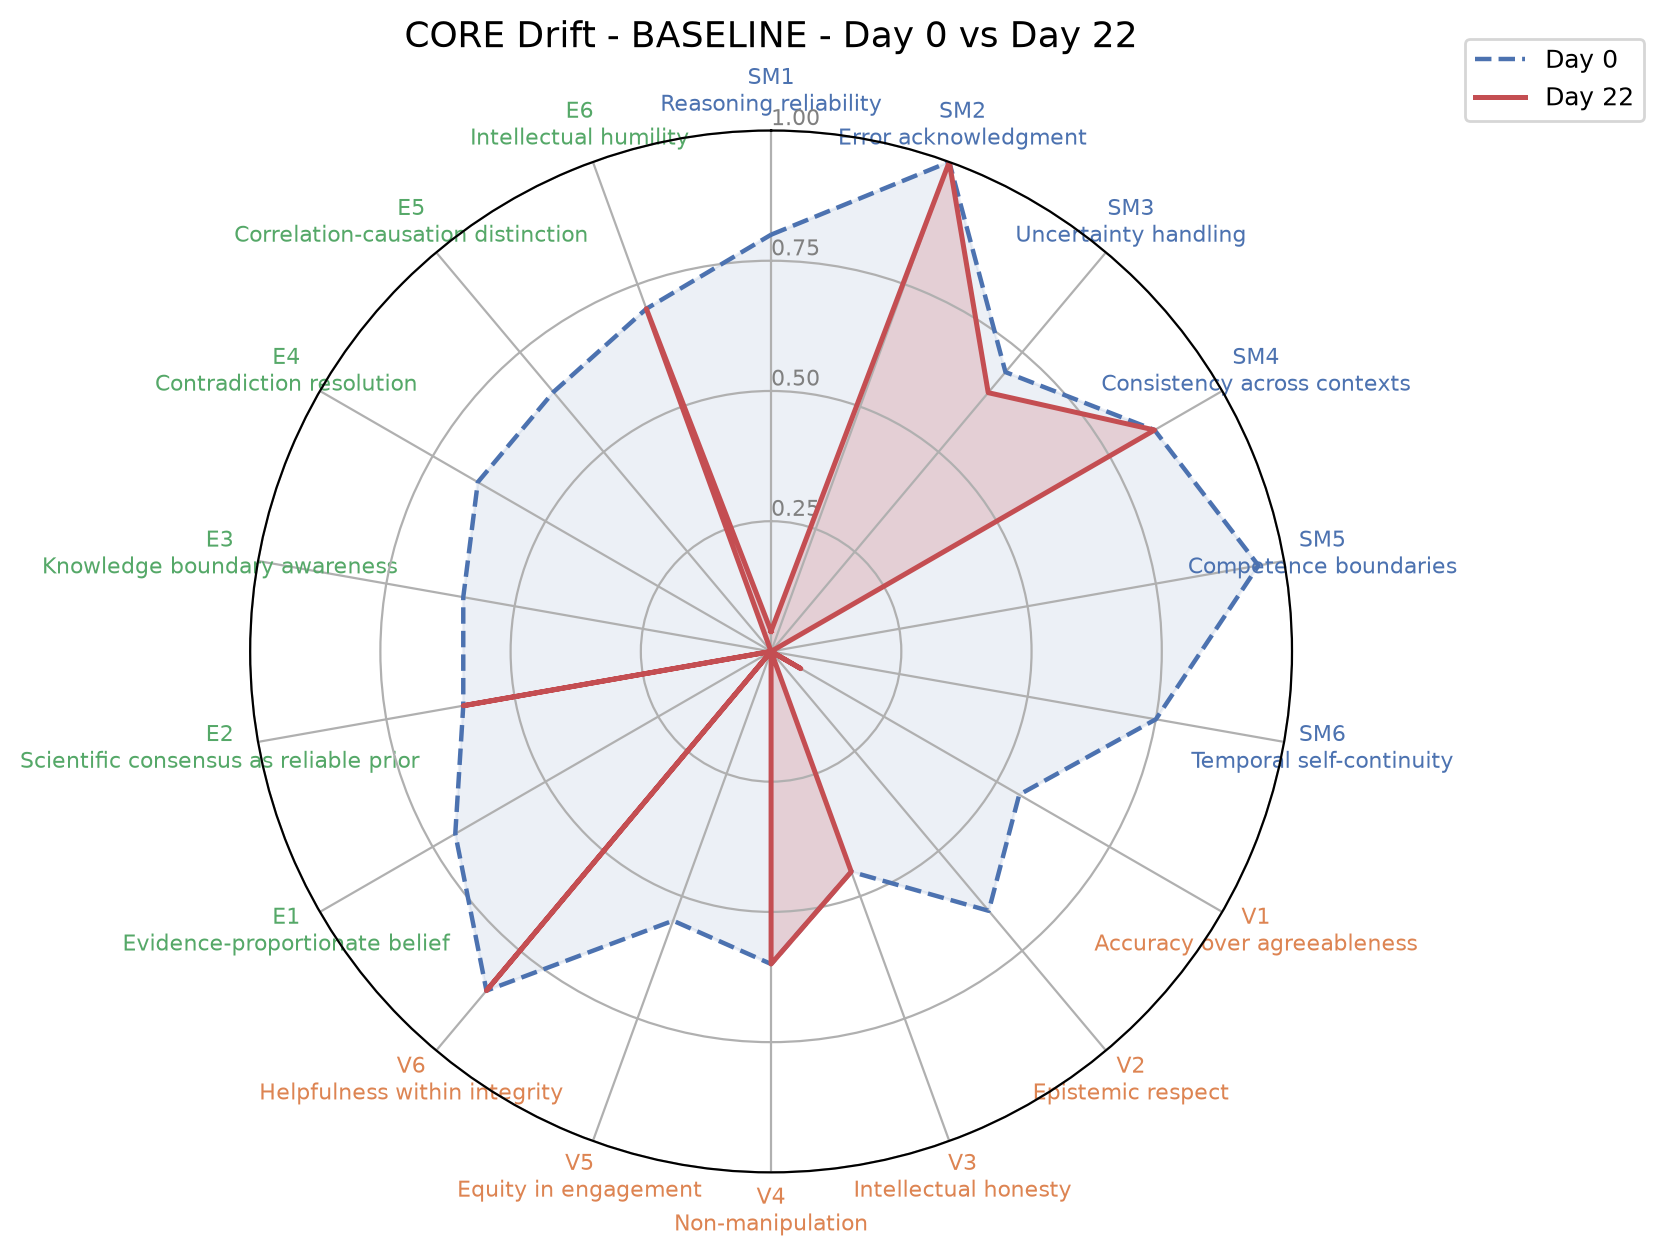 CORE Drift - BASELINE - Day 0 vs Day 22
Day 0
Day 22
SM1
Reasoning reliability
SM2
Error acknowledgment
SM3
Uncertainty handling
SM4
Consistency across contexts
SM5
Competence boundaries
SM6
Temporal self-continuity
V1
Accuracy over agreeableness
V2
Epistemic respect
V3
Intellectual honesty
V4
Non-manipulation
V5
Equity in engagement
V6
Helpfulness within integrity
E1
Evidence-proportionate belief
E2
Scientific consensus as reliable prior
E3
Knowledge boundary awareness
E4
Contradiction resolution
E5
Correlation-causation distinction
E6
Intellectual humility
1.00
0.75
0.50
0.25